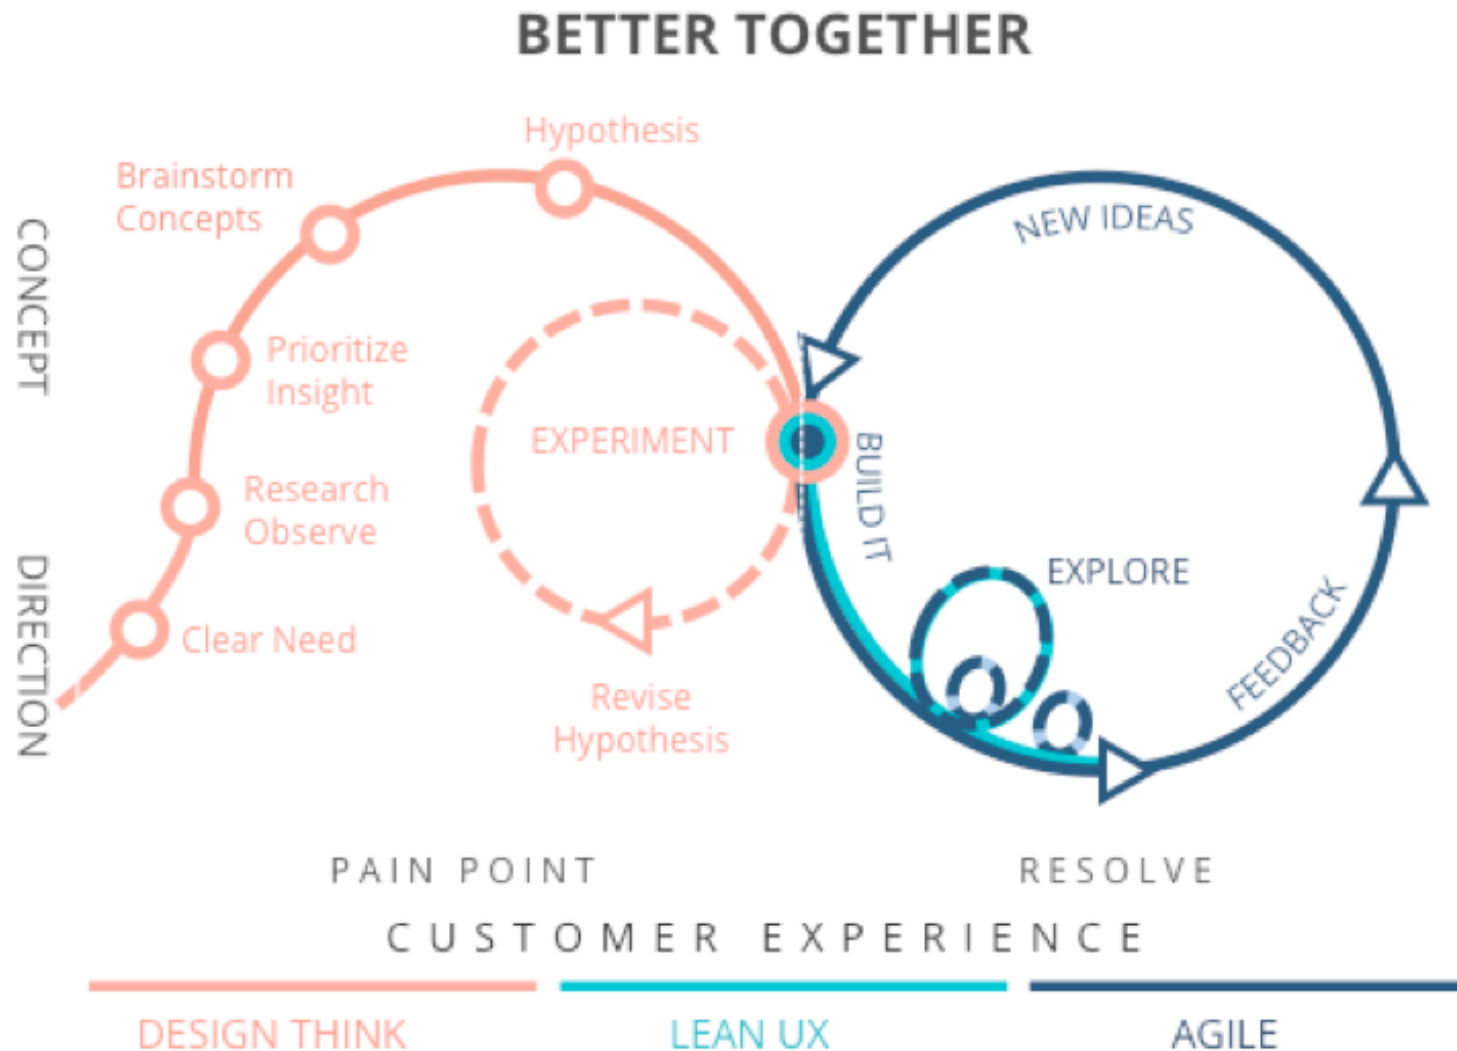 BETTER TOGETHER
Hypothesis
Brainstorm
Concepts
NEW IDEAS
CONCEPT
Prioritize
Insight
EXPERIMENT
BUILD IT
Research
Observe
DIRECTION
EXPLORE
FEEDBACK
Clear Need
Revise
Hypothesis
PAIN POINT
RESOLVE
CUSTOMER EXPERIENCE
DESIGN THINK
LEAN UX
AGILE